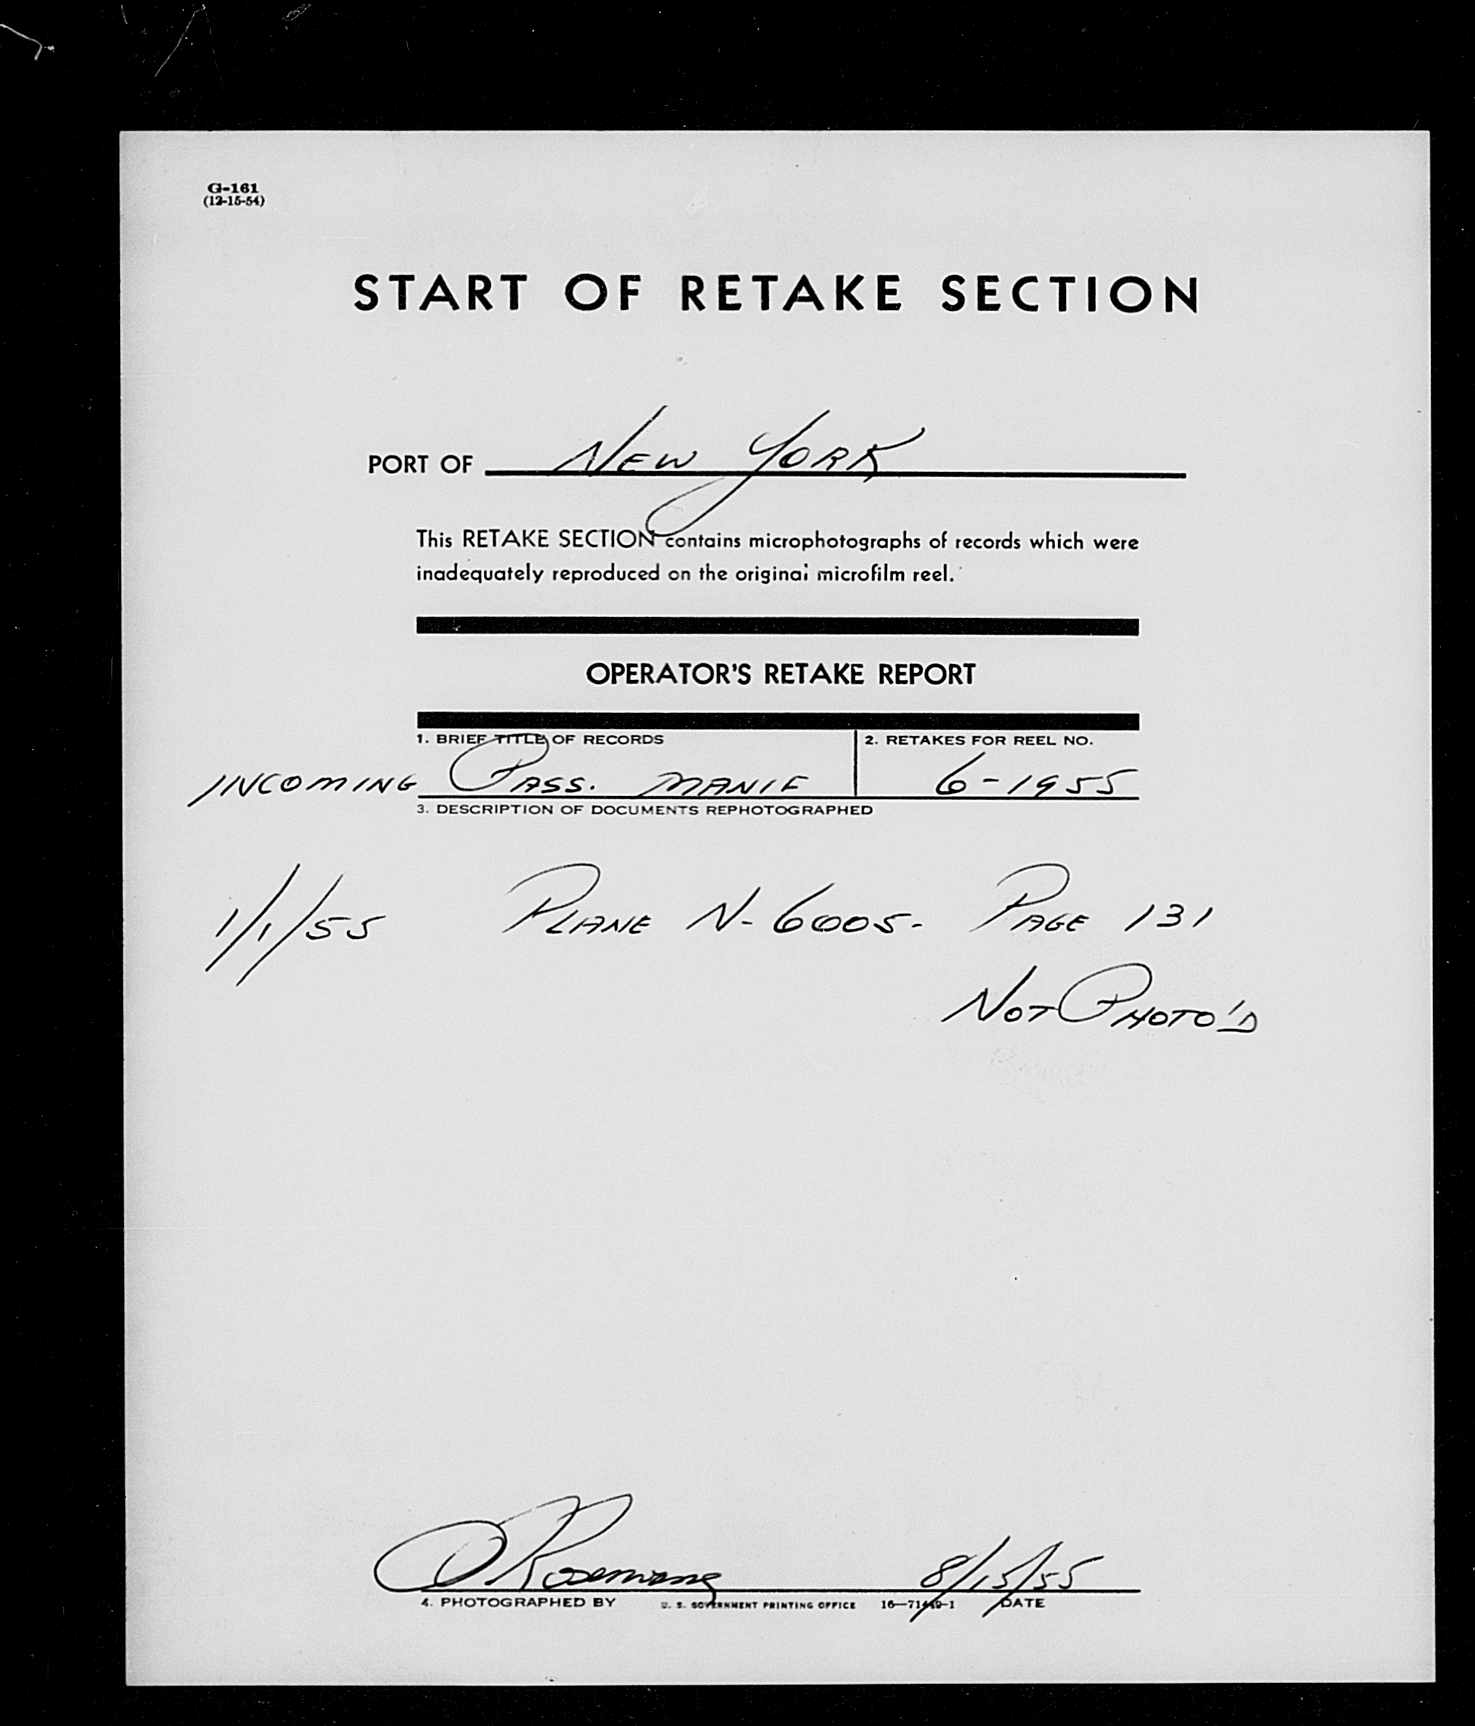 G-161
(12-15-54)
START OF RETAKE SECTION
PORT OF NEW YORK
This RETAKE SECTION contains microphotographs of records which were
inadequately reproduced on the original microfilm reel.
OPERATOR'S RETAKE REPORT
1. BRIEF TITLE OF RECORDS 2. RETAKES FOR REEL NO.
INCOMING PASS. MANIF 6-1955
3. DESCRIPTION OF DOCUMENTS REPHOTOGRAPHED
1/1/55 PLANE N-6005- PAGE 131
NOT PHOTO'D
8/15/55
4. PHOTOGRAPHED BY U. S. GOVERNMENT PRINTING OFFICE 16—71449-1 DATE